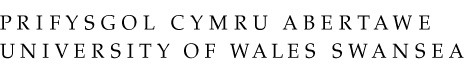 PRIFYSGOL CYMRU ABERTAWE
UNIVERSITY OF WALES SWANSEA